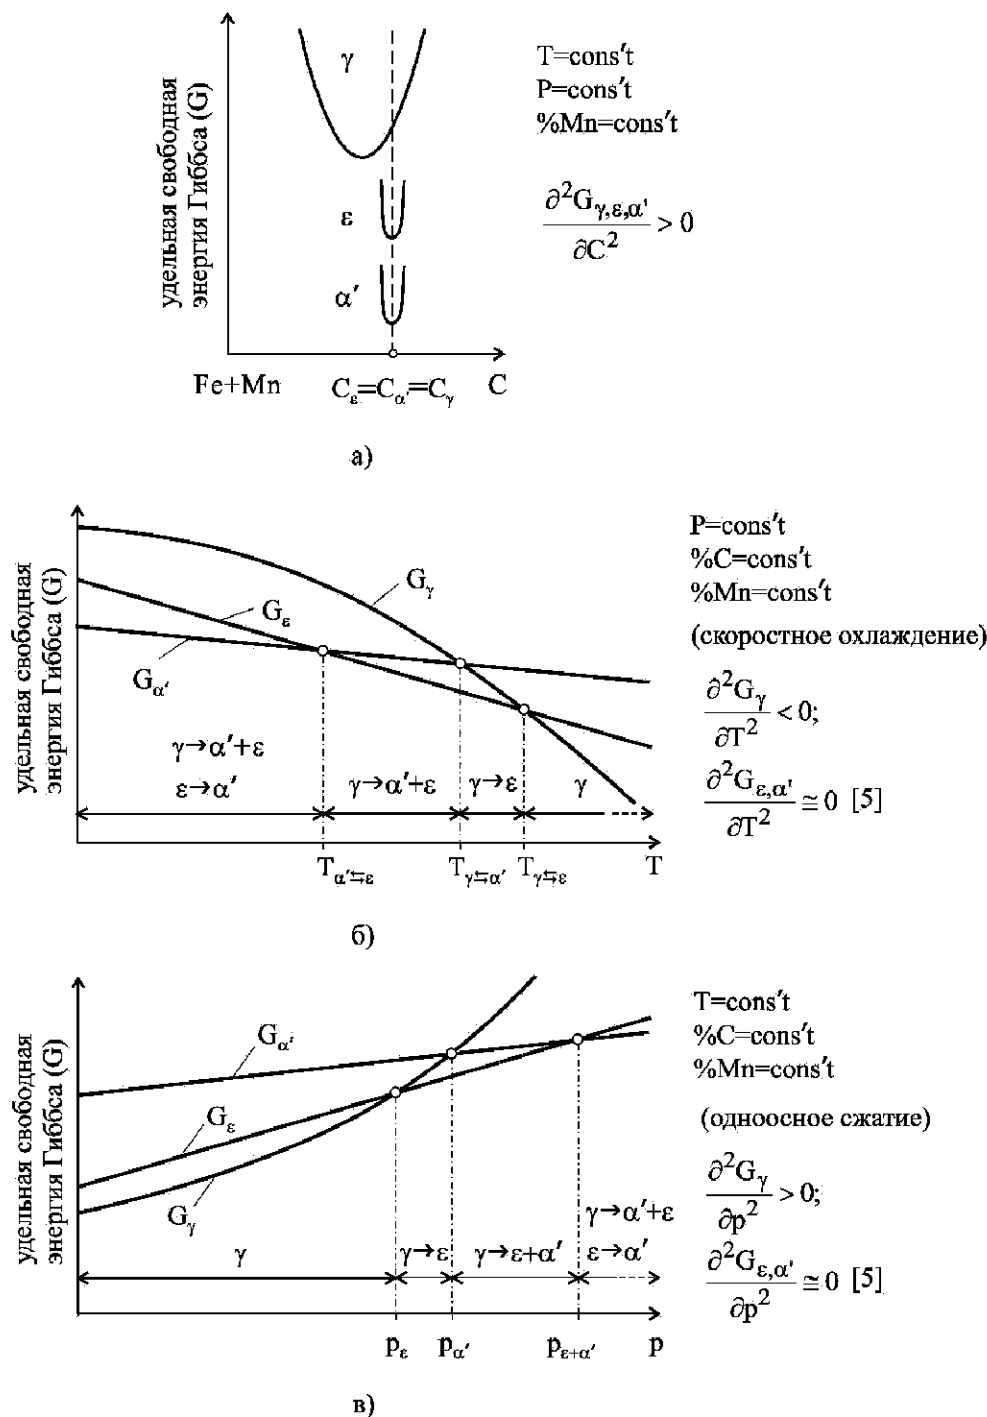 удельная свободная
энергия Гиббса (G)
γ
ε
α′
T=cons't
P=cons't
%Mn=cons't
∂²G_γ,ε,α′ / ∂C² > 0
Fe+Mn
C_ε=C_α′=C_γ
C
а)
удельная свободная
энергия Гиббса (G)
G_γ
G_ε
G_α′
γ→α′+ε
ε→α′
γ→α′+ε
γ→ε
γ
T_α′⇆ε
T_γ⇆α′
T_γ⇆ε
T
P=cons't
%C=cons't
%Mn=cons't
(скоростное охлаждение)
∂²G_γ / ∂T² < 0;
∂²G_ε,α′ / ∂T² ≅ 0 [5]
б)
удельная свободная
энергия Гиббса (G)
G_α′
G_ε
G_γ
γ
γ→ε
γ→ε+α′
γ→α′+ε
ε→α′
p_ε
p_α′
p_ε+α′
p
T=cons't
%C=cons't
%Mn=cons't
(одноосное сжатие)
∂²G_γ / ∂p² > 0;
∂²G_ε,α′ / ∂p² ≅ 0 [5]
в)